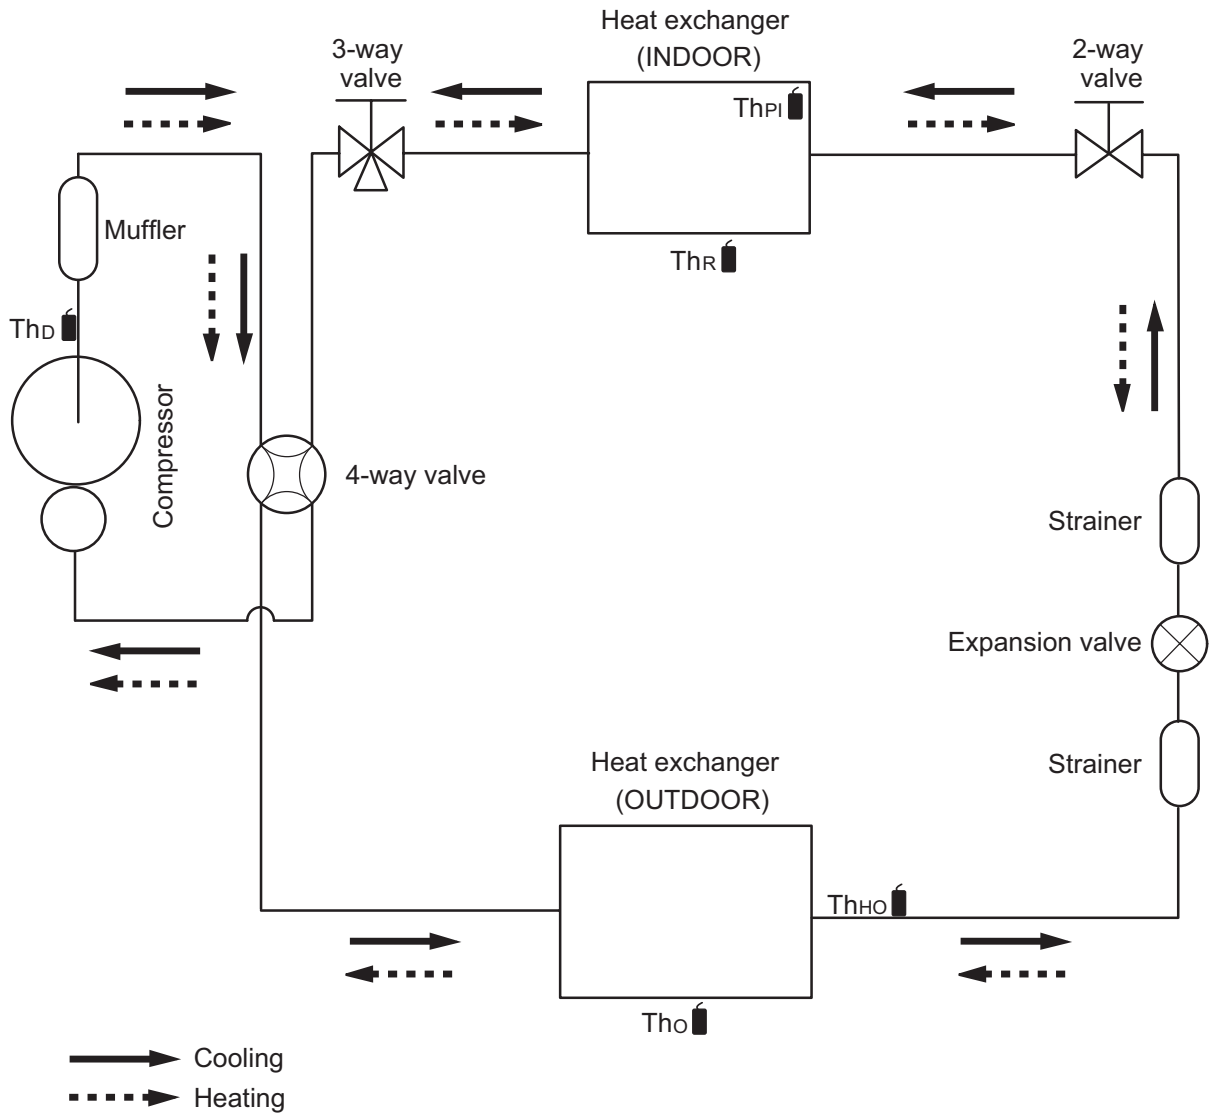 Heat exchanger
(INDOOR)
3-way
valve
2-way
valve
ThPI
Muffler
ThR
ThD
Compressor
4-way valve
Strainer
Expansion valve
Strainer
Heat exchanger
(OUTDOOR)
ThHO
ThO
Cooling
Heating